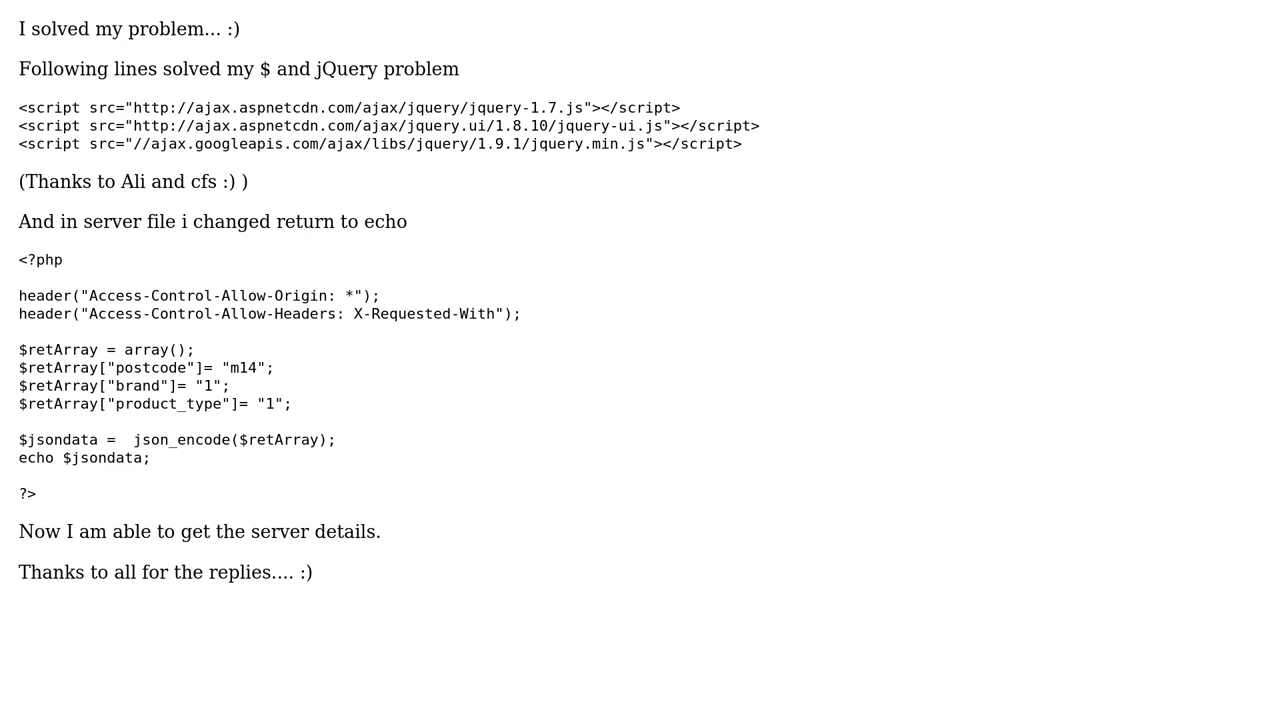 I solved my problem... :)
Following lines solved my $ and jQuery problem
<script src="http://ajax.aspnetcdn.com/ajax/jquery/jquery-1.7.js"></script>
<script src="http://ajax.aspnetcdn.com/ajax/jquery.ui/1.8.10/jquery-ui.js"></script>
<script src="//ajax.googleapis.com/ajax/libs/jquery/1.9.1/jquery.min.js"></script>
(Thanks to Ali and cfs :) )
And in server file i changed return to echo
<?php
header("Access-Control-Allow-Origin: *");
header("Access-Control-Allow-Headers: X-Requested-With");
$retArray = array();
$retArray["postcode"]= "m14";
$retArray["brand"]= "1";
$retArray["product_type"]= "1";
$jsondata =  json_encode($retArray);
echo $jsondata;
?>
Now I am able to get the server details.
Thanks to all for the replies.... :)